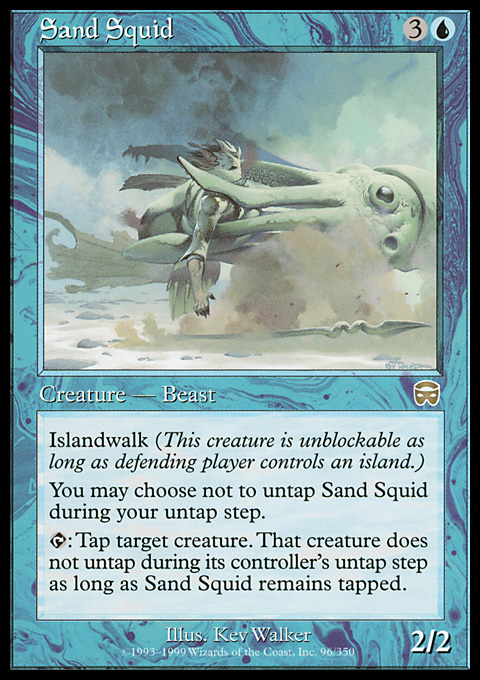 Sand Squid
3
Kev Walker
Creature — Beast
Islandwalk (This creature is unblockable as
long as defending player controls an island.)
You may choose not to untap Sand Squid
during your untap step.
: Tap target creature. That creature does
not untap during its controller's untap step
as long as Sand Squid remains tapped.
Illus. Kev Walker
©1993–1999 Wizards of the Coast, Inc. 96/350
2/2